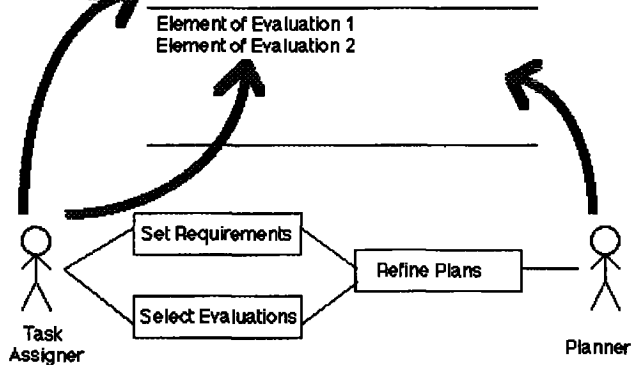 Element of Evaluation 1
Element of Evaluation 2
Set Requirements
Refine Plans
Select Evaluations
Task
Assigner
Planner